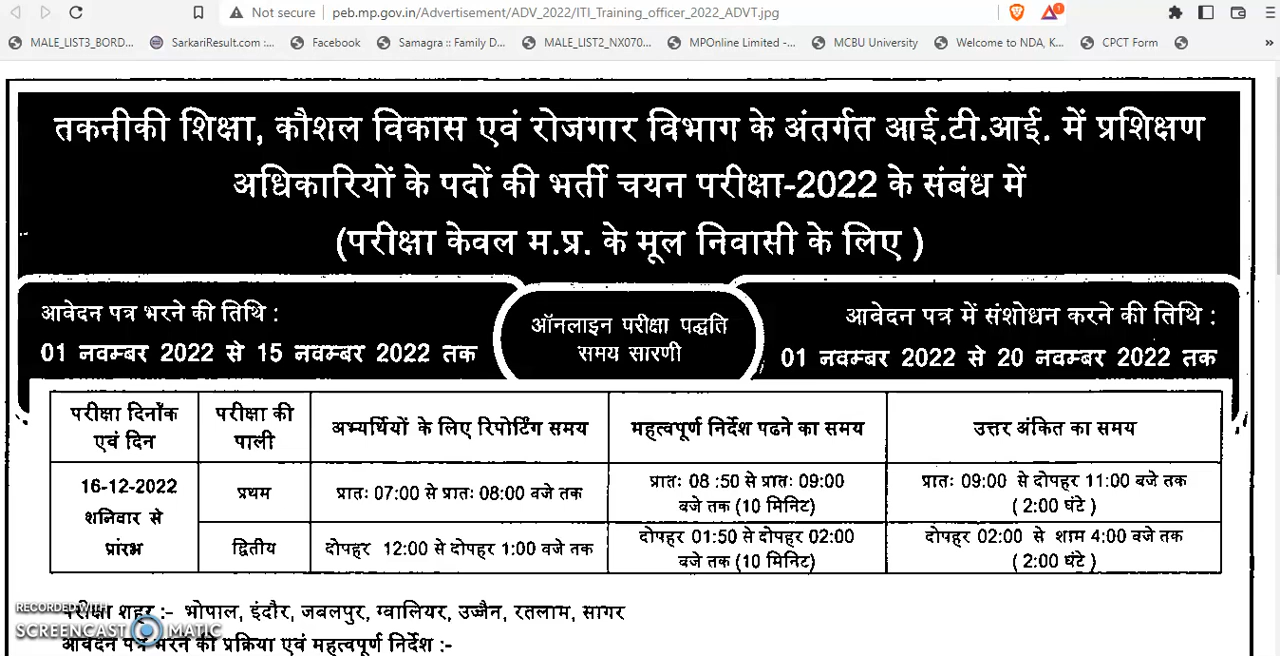 Not secure | peb.mp.gov.in/Advertisement/ADV_2022/ITI_Training_officer_2022_ADVT.jpg
1
MALE_LIST3_BORD... SarkariResult.com :... Facebook Samagra :: Family D... MALE_LIST2_NX070... MPOnline Limited -... MCBU University Welcome to NDA, K... CPCT Form »
तकनीकी शिक्षा, कौशल विकास एवं रोजगार विभाग के अंतर्गत आई.टी.आई. में प्रशिक्षण
अधिकारियों के पदों की भर्ती चयन परीक्षा-2022 के संबंध में
(परीक्षा केवल म.प्र. के मूल निवासी के लिए )
आवेदन पत्र भरने की तिथि :
01 नवम्बर 2022 से 15 नवम्बर 2022 तक
ऑनलाइन परीक्षा पद्धति
समय सारणी
आवेदन पत्र में संशोधन करने की तिथि :
01 नवम्बर 2022 से 20 नवम्बर 2022 तक
परीक्षा दिनाँक
एवं दिन
परीक्षा की
पाली
अभ्यर्थियों के लिए रिपोर्टिंग समय
महत्वपूर्ण निर्देश पढने का समय
उत्तर अंकित का समय
16-12-2022
शनिवार से
प्रांरभ
प्रथम
प्रातः 07:00 से प्रातः 08:00 बजे तक
प्रातः 08 :50 से प्रातः 09:00
बजे तक (10 मिनिट)
प्रातः 09:00 से दोपहर 11:00 बजे तक
( 2:00 घंटे )
द्वितीय
दोपहर 12:00 से दोपहर 1:00 बजे तक
दोपहर 01:50 से दोपहर 02:00
बजे तक (10 मिनिट)
दोपहर 02:00 से शाम 4:00 बजे तक
( 2:00 घंटे )
परीक्षा शहर :- भोपाल, इंदौर, जबलपुर, ग्वालियर, उज्जैन, रतलाम, सागर
RECORDED WITH
SCREENCAST MATIC
आवेदन पत्र भरने की प्रक्रिया एवं महत्वपूर्ण निर्देश :-